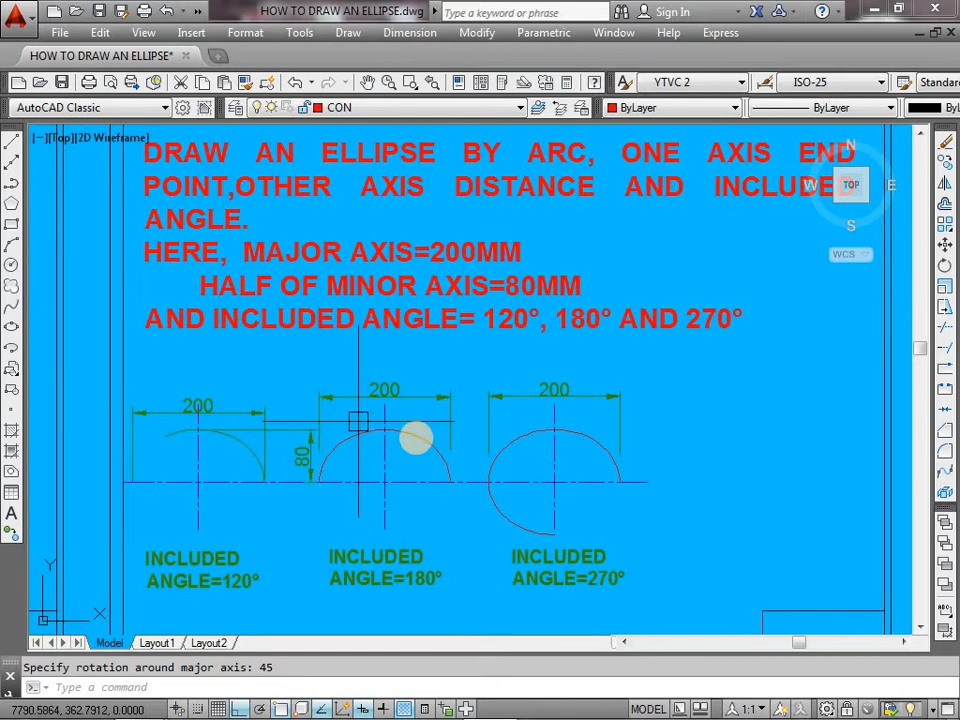 HOW TO DRAW AN ELLIPSE.dwg
Type a keyword or phrase
Sign In
File Edit View Insert Format Tools Draw Dimension Modify Parametric Window Help Express
HOW TO DRAW AN ELLIPSE*
YTVC 2
ISO-25
Standard
AutoCAD Classic
CON
ByLayer
ByLayer
ByL
[−][Top][2D Wireframe]
DRAW AN ELLIPSE BY ARC, ONE AXIS END
POINT,OTHER AXIS DISTANCE AND INCLUDED
ANGLE.
HERE, MAJOR AXIS=200MM
HALF OF MINOR AXIS=80MM
AND INCLUDED ANGLE= 120°, 180° AND 270°
N
W TOP E
S
WCS
200
200
200
80
INCLUDED
ANGLE=120°
INCLUDED
ANGLE=180°
INCLUDED
ANGLE=270°
Y
X
Model Layout1 Layout2
Specify rotation around major axis: 45
Type a command
7790.5864, 362.7912, 0.0000
MODEL
1:1